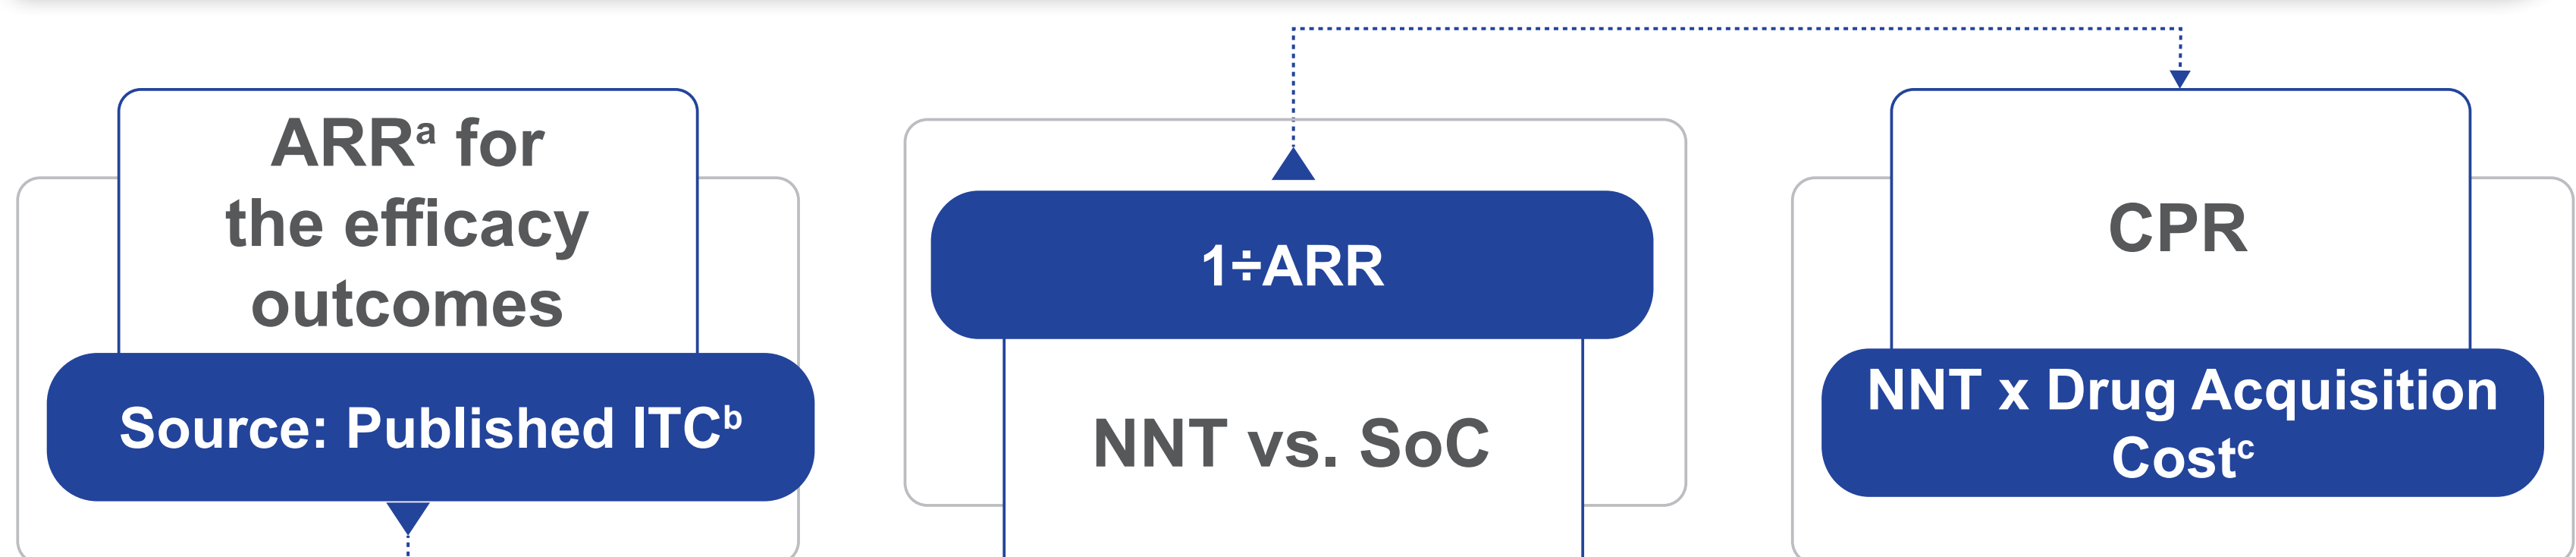 ARRᵃ for
the efficacy
outcomes
Source: Published ITCᵇ
1÷ARR
NNT vs. SoC
CPR
NNT x Drug Acquisition
Costᶜ